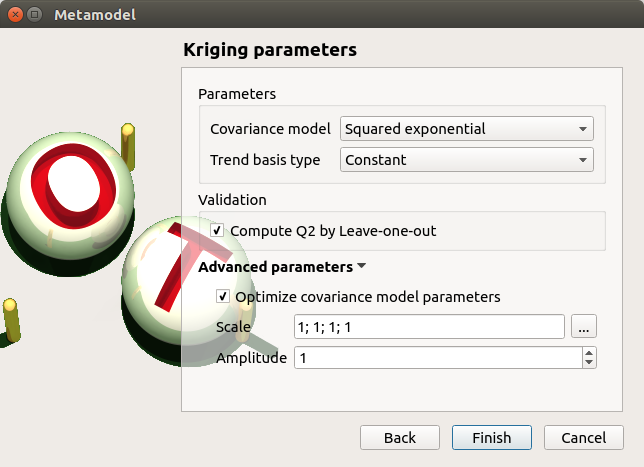 Metamodel
Kriging parameters
Parameters
Covariance model Squared exponential
Trend basis type Constant
Validation
Compute Q2 by Leave-one-out
Advanced parameters
Optimize covariance model parameters
Scale 1; 1; 1; 1 ...
Amplitude 1
Back Finish Cancel
O
T